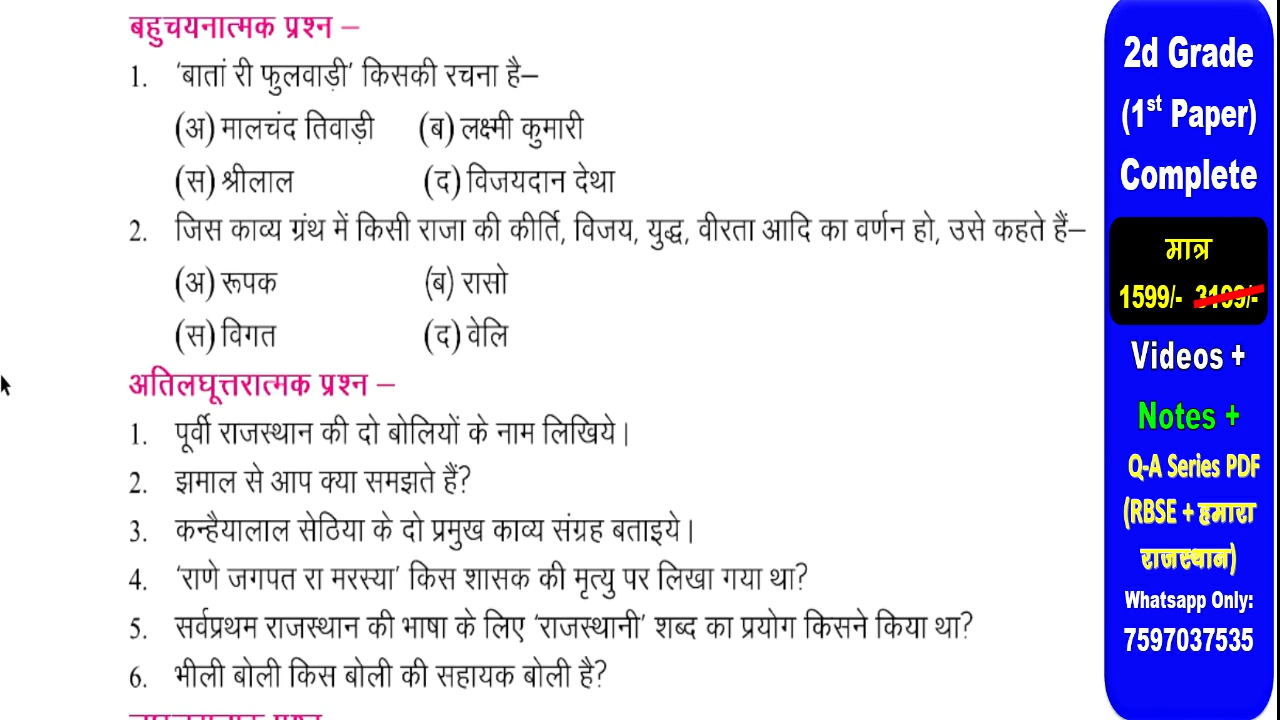 बहुचयनात्मक प्रश्न –
1. 'बातां री फुलवाड़ी' किसकी रचना है–
(अ) मालचंद तिवाड़ी (ब) लक्ष्मी कुमारी
(स) श्रीलाल (द) विजयदान देथा
2. जिस काव्य ग्रंथ में किसी राजा की कीर्ति, विजय, युद्ध, वीरता आदि का वर्णन हो, उसे कहते हैं–
(अ) रूपक (ब) रासो
(स) विगत (द) वेलि
अतिलघूत्तरात्मक प्रश्न –
1. पूर्वी राजस्थान की दो बोलियों के नाम लिखिये।
2. झमाल से आप क्या समझते हैं?
3. कन्हैयालाल सेठिया के दो प्रमुख काव्य संग्रह बताइये।
4. 'राणे जगपत रा मरस्या' किस शासक की मृत्यु पर लिखा गया था?
5. सर्वप्रथम राजस्थान की भाषा के लिए 'राजस्थानी' शब्द का प्रयोग किसने किया था?
6. भीली बोली किस बोली की सहायक बोली है?
2d Grade
(1st Paper)
Complete
मात्र
1599/- 3199/-
Videos +
Notes +
Q-A Series PDF
(RBSE + हमारा
राजस्थान)
Whatsapp Only:
7597037535